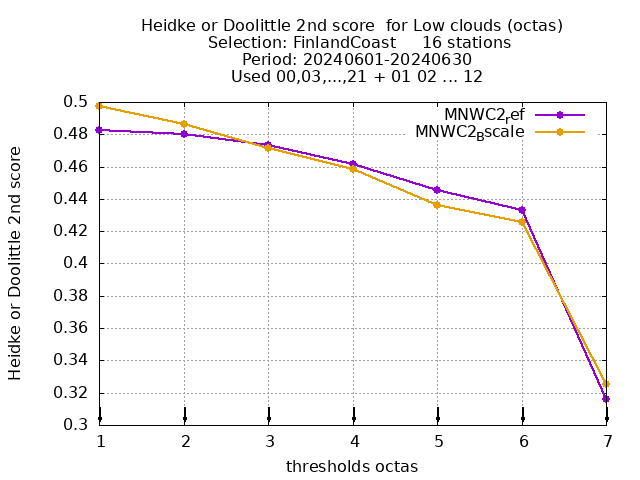 Heidke or Doolittle 2nd score  for Low clouds (octas)
Selection: FinlandCoast     16 stations
Period: 20240601-20240630
Used 00,03,...,21 + 01 02 ... 12
MNWC2ref
MNWC2Bscale
Heidke or Doolittle 2nd score
0.5
0.48
0.46
0.44
0.42
0.4
0.38
0.36
0.34
0.32
0.3
1 2 3 4 5 6 7
thresholds octas